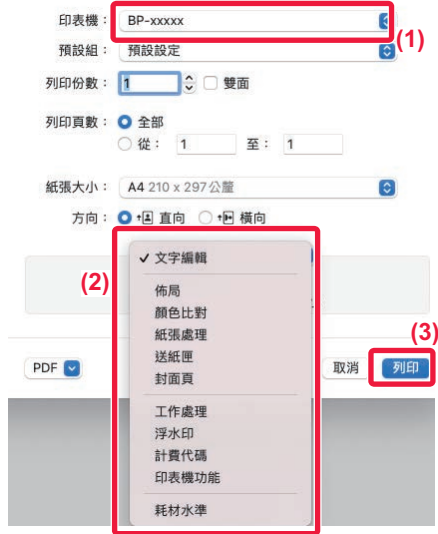 印表機： BP-xxxxx
(1)
預設組： 預設設定
列印份數： 1 雙面
列印頁數： 全部
從： 1 至： 1
紙張大小： A4 210 x 297 公釐
方向： 直向 橫向
(2)
✓ 文字編輯
佈局
顏色比對
紙張處理
送紙匣
封面頁
工作處理
浮水印
計費代碼
印表機功能
耗材水準
(3)
PDF 取消 列印